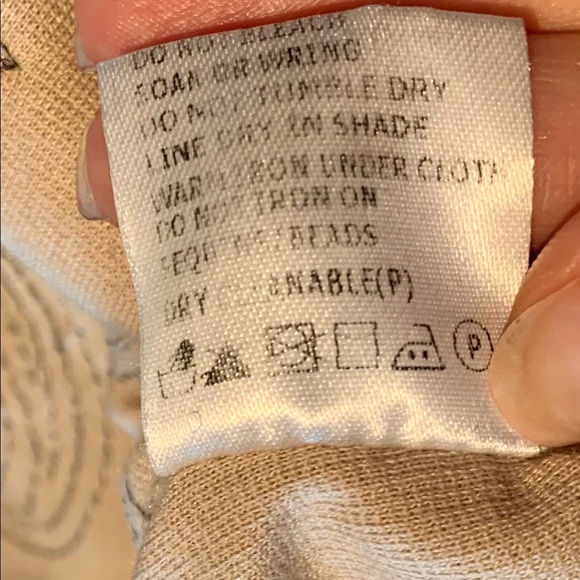 DO NOT BLEACH
SOAK OR WRING
DO NOT TUMBLE DRY
LINE DRY IN SHADE
WARM IRON UNDER CLOTH
DO NOT IRON ON
SEQUINS/BEADS
DRY CLEANABLE(P)
P